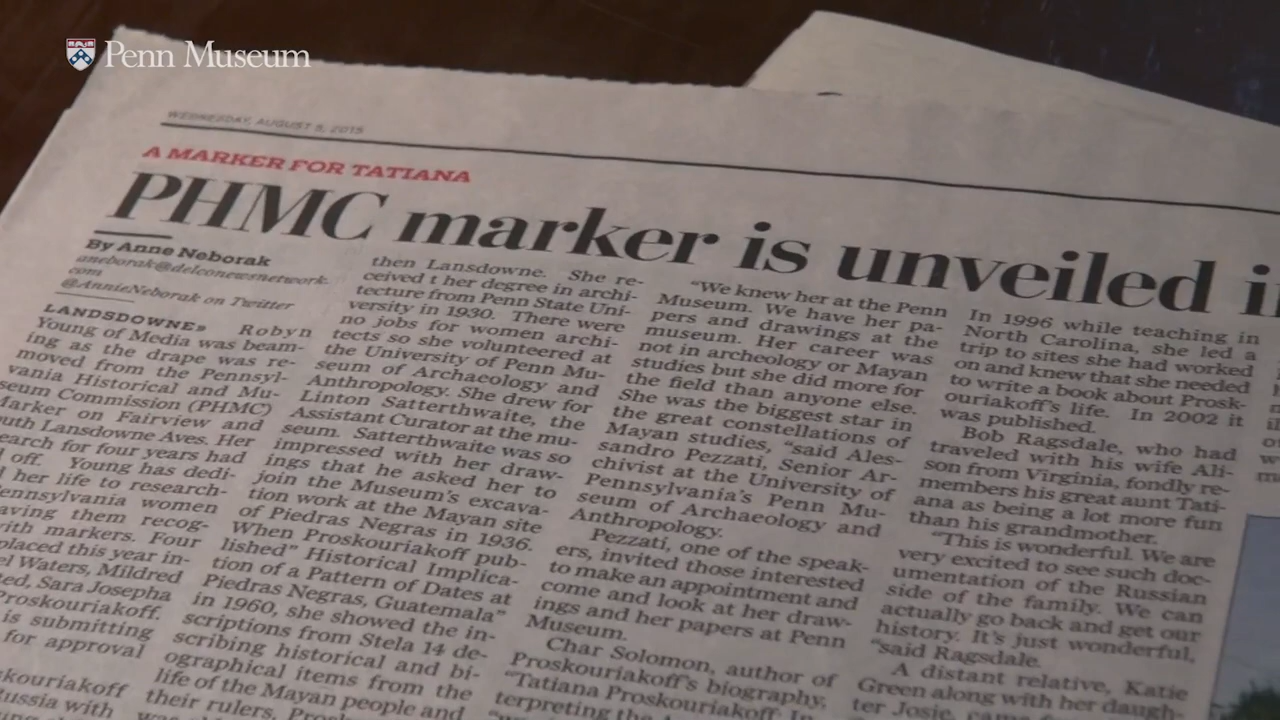 Penn Museum
WEDNESDAY, AUGUST 5, 2015
A MARKER FOR TATIANA
PHMC marker is unveiled
By Anne Neborak
aneborak@delconewsnetwork.
com
@AnnieNeborak on Twitter
LANDSDOWNE» Robyn
Young of Media was beam-
ing as the drape was re-
moved from the Pennsyl-
vania Historical and Mu-
seum Commission (PHMC)
Marker on Fairview and
Lansdowne Aves. Her
for four years had
off. Young has dedi-
her life to research-
women
them recog-
with markers. Four
placed this year in-
Waters, Mildred
Sara Josepha
Proskouriakoff.
is submitting
for approval
Russia with
then Lansdowne. She re-
ceived t her degree in archi-
tecture from Penn State Uni-
versity in 1930. There were
no jobs for women archi-
tects so she volunteered at
the University of Penn Mu-
seum of Archaeology and
Anthropology. She drew for
Linton Satterthwaite, the
Assistant Curator at the mu-
seum. Satterthwaite was so
impressed with her draw-
ings that he asked her to
join the Museum's excava-
tion work at the Mayan site
of Piedras Negras in 1936.
When Proskouriakoff pub-
lished" Historical Implica-
tion of a Pattern of Dates at
Piedras Negras, Guatemala"
in 1960, she showed the in-
scriptions from Stela 14 de-
scribing historical and bi-
ographical items from the
life of the Mayan people and
their rulers,
"We knew her at the Penn
Museum. We have her pa-
pers and drawings at the
museum. Her career was
not in archeology or Mayan
studies but she did more for
the field than anyone else.
She was the biggest star in
the great constellations of
Mayan studies, "said Ales-
sandro Pezzati, Senior Ar-
chivist at the University of
Pennsylvania's Penn Mu-
seum of Archaeology and
Anthropology.
Pezzati, one of the speak-
ers, invited those interested
to make an appointment and
come and look at her draw-
ings and her papers at Penn
Museum.
Char Solomon, author of
Proskouriakoff's biography,
"Tatiana Proskouriakoff: In-
terpreting the
In 1996 while teaching in
North Carolina, she led a
trip to sites she had worked
on and knew that she needed
to write a book about Prosk-
ouriakoff's life. In 2002 it
was published.
Bob Ragsdale, who had
traveled with his wife Ali-
son from Virginia, fondly re-
members his great aunt Tati-
ana as being a lot more fun
than his grandmother.
"This is wonderful. We are
very excited to see such doc-
umentation of the Russian
side of the family. We can
actually go back and get our
history. It's just wonderful,
"said Ragsdale.
A distant relative, Katie
Green along with her daugh-
ter Josie, came